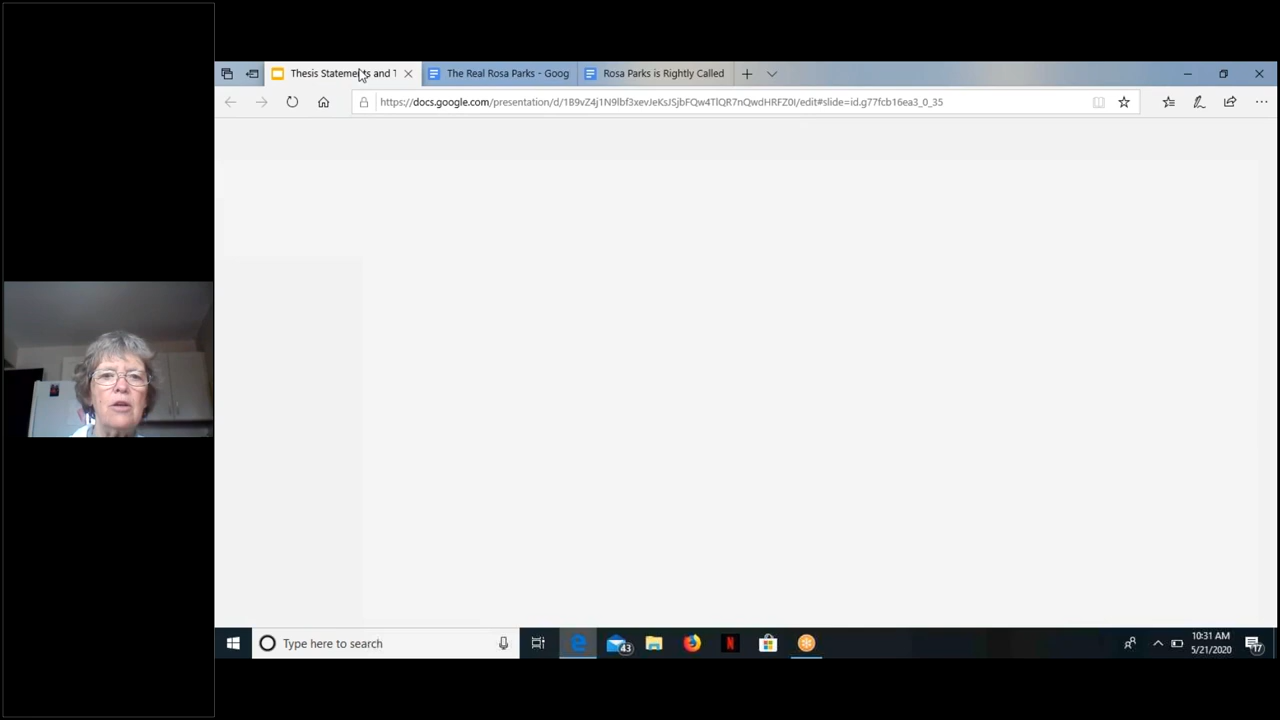 Thesis Statements and T
The Real Rosa Parks - Goog
Rosa Parks is Rightly Called
https://docs.google.com/presentation/d/1B9vZ4j1N9lbf3xevJeKsJSjbFQw4TlQR7nQwdHRFZ0I/edit#slide=id.g77fcb16ea3_0_35
Type here to search
43
10:31 AM
5/21/2020
17